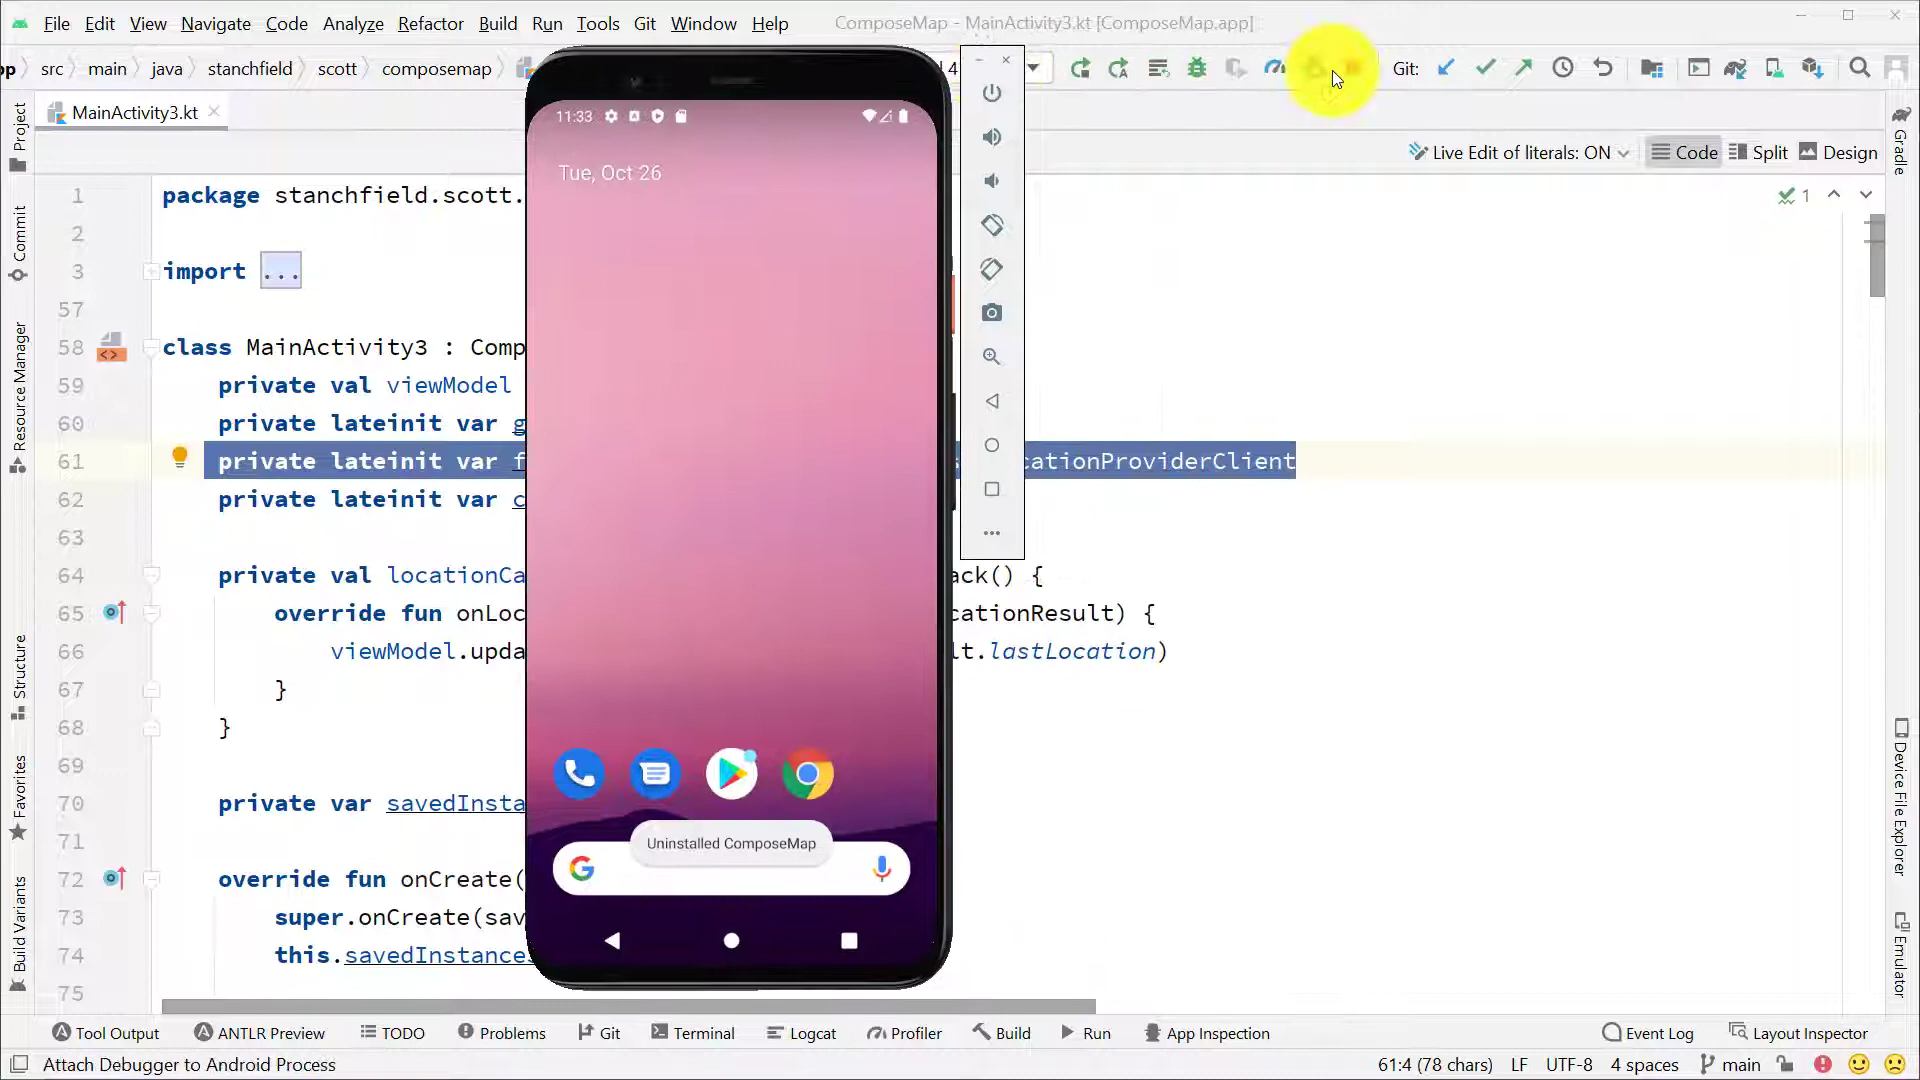 File Edit View Navigate Code Analyze Refactor Build Run Tools Git Window Help ComposeMap - MainActivity3.kt [ComposeMap.app]
src main java stanchfield scott composemap Git:
MainActivity3.kt
Live Edit of literals: ON Code Split Design
1 package stanchfield.scott.
2
3 import ...
57
58 class MainActivity3 : Comp
59 private val viewModel
60 private lateinit var g
61 private lateinit var f cationProviderClient
62 private lateinit var c
63
64 private val locationCa ack() {
65 override fun onLoc cationResult) {
66 viewModel.upda lt.lastLocation)
67 }
68 }
69
70 private var savedInsta
71
72 override fun onCreate(
73 super.onCreate(sav
74 this.savedInstances
75
1
11:33
Tue, Oct 26
Uninstalled ComposeMap
Project
Commit
Resource Manager
Structure
Favorites
Build Variants
Gradle
Device File Explorer
Emulator
Tool Output ANTLR Preview TODO Problems Git Terminal Logcat Profiler Build Run App Inspection Event Log Layout Inspector
Attach Debugger to Android Process 61:4 (78 chars) LF UTF-8 4 spaces main